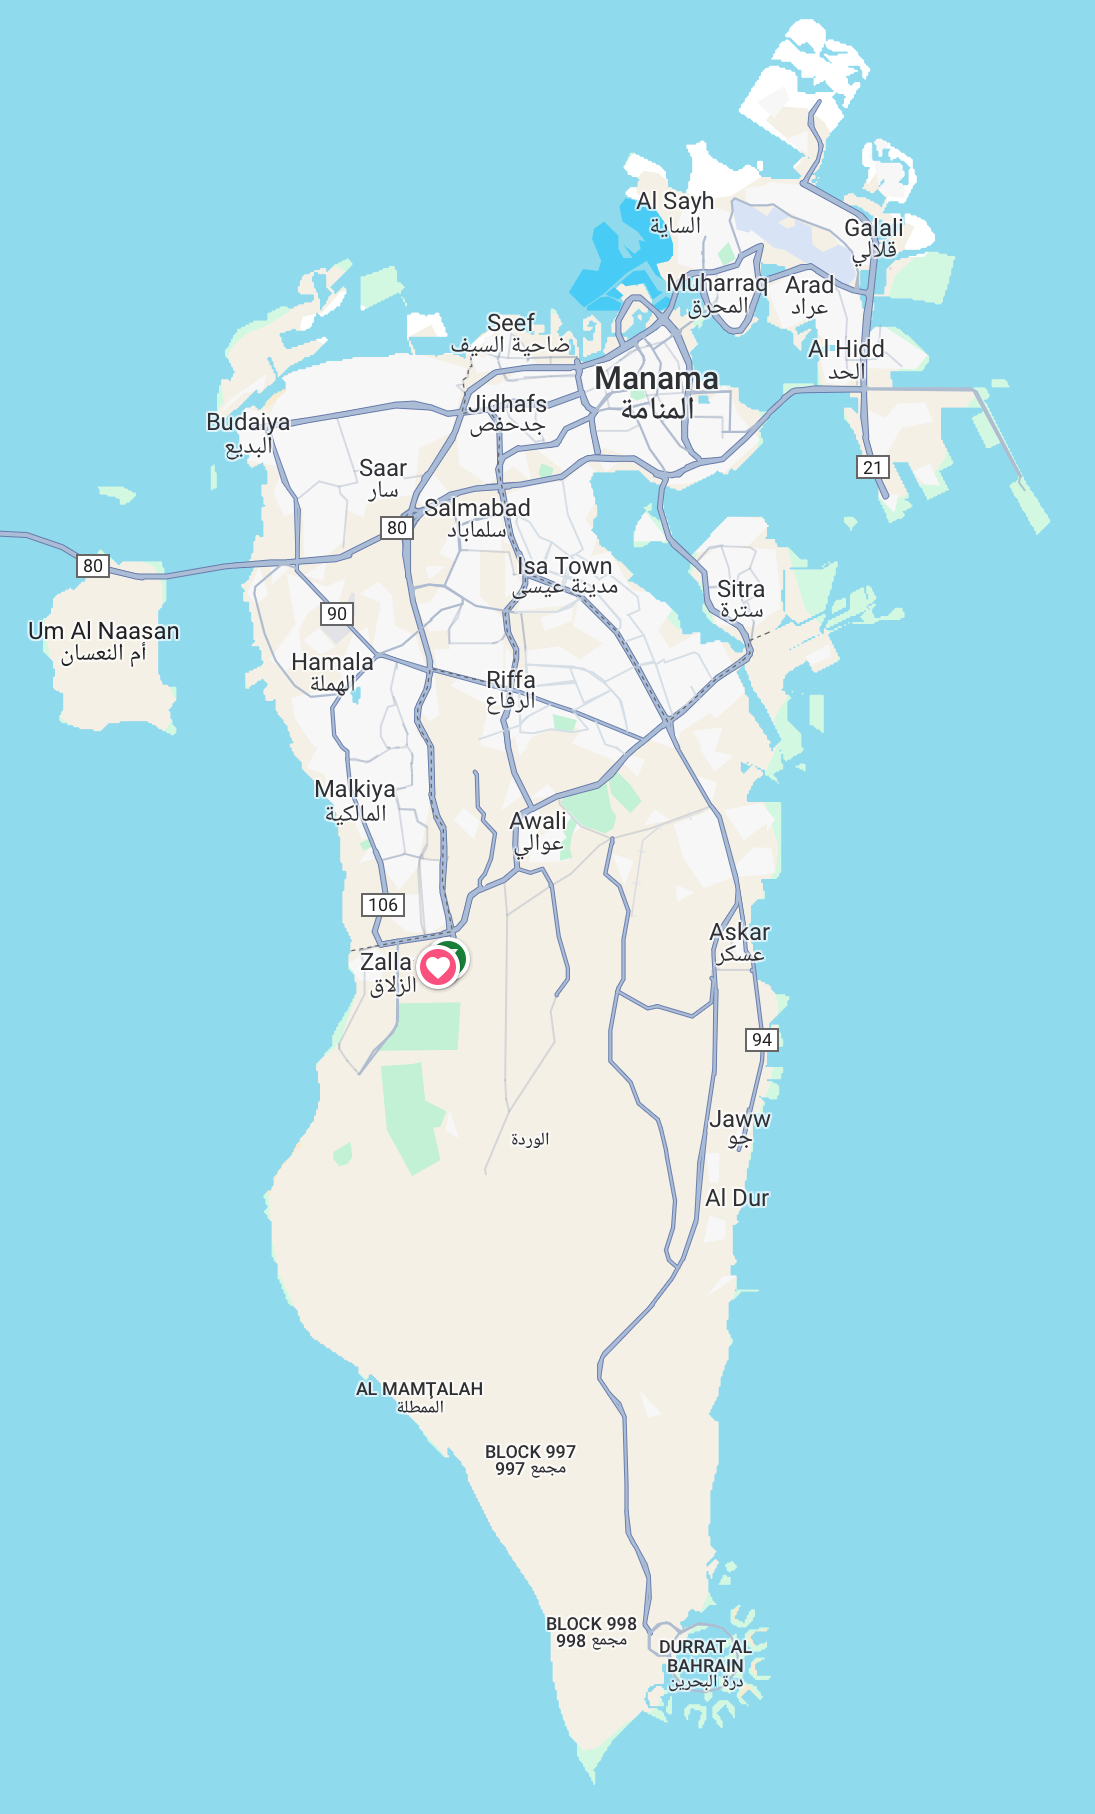 Al Sayh
الساية
Galali
قلالي
Muharraq
المحرق
Arad
عراد
Seef
ضاحية السيف
Al Hidd
الحد
Manama
المنامة
Jidhafs
جدحفص
Budaiya
البديع
Saar
سار
21
Salmabad
سلماباد
80
80
Isa Town
مدينة عيسى
Sitra
سترة
90
Um Al Naasan
أم النعسان
Hamala
الهملة
Riffa
الرفاع
Malkiya
المالكية
Awali
عوالي
106
Askar
عسكر
Zalla
الزلاق
94
Jaww
جو
الوردة
Al Dur
AL MAMŢALAH
الممطلة
BLOCK 997
مجمع 997
BLOCK 998
مجمع 998
DURRAT AL
BAHRAIN
درة البحرين